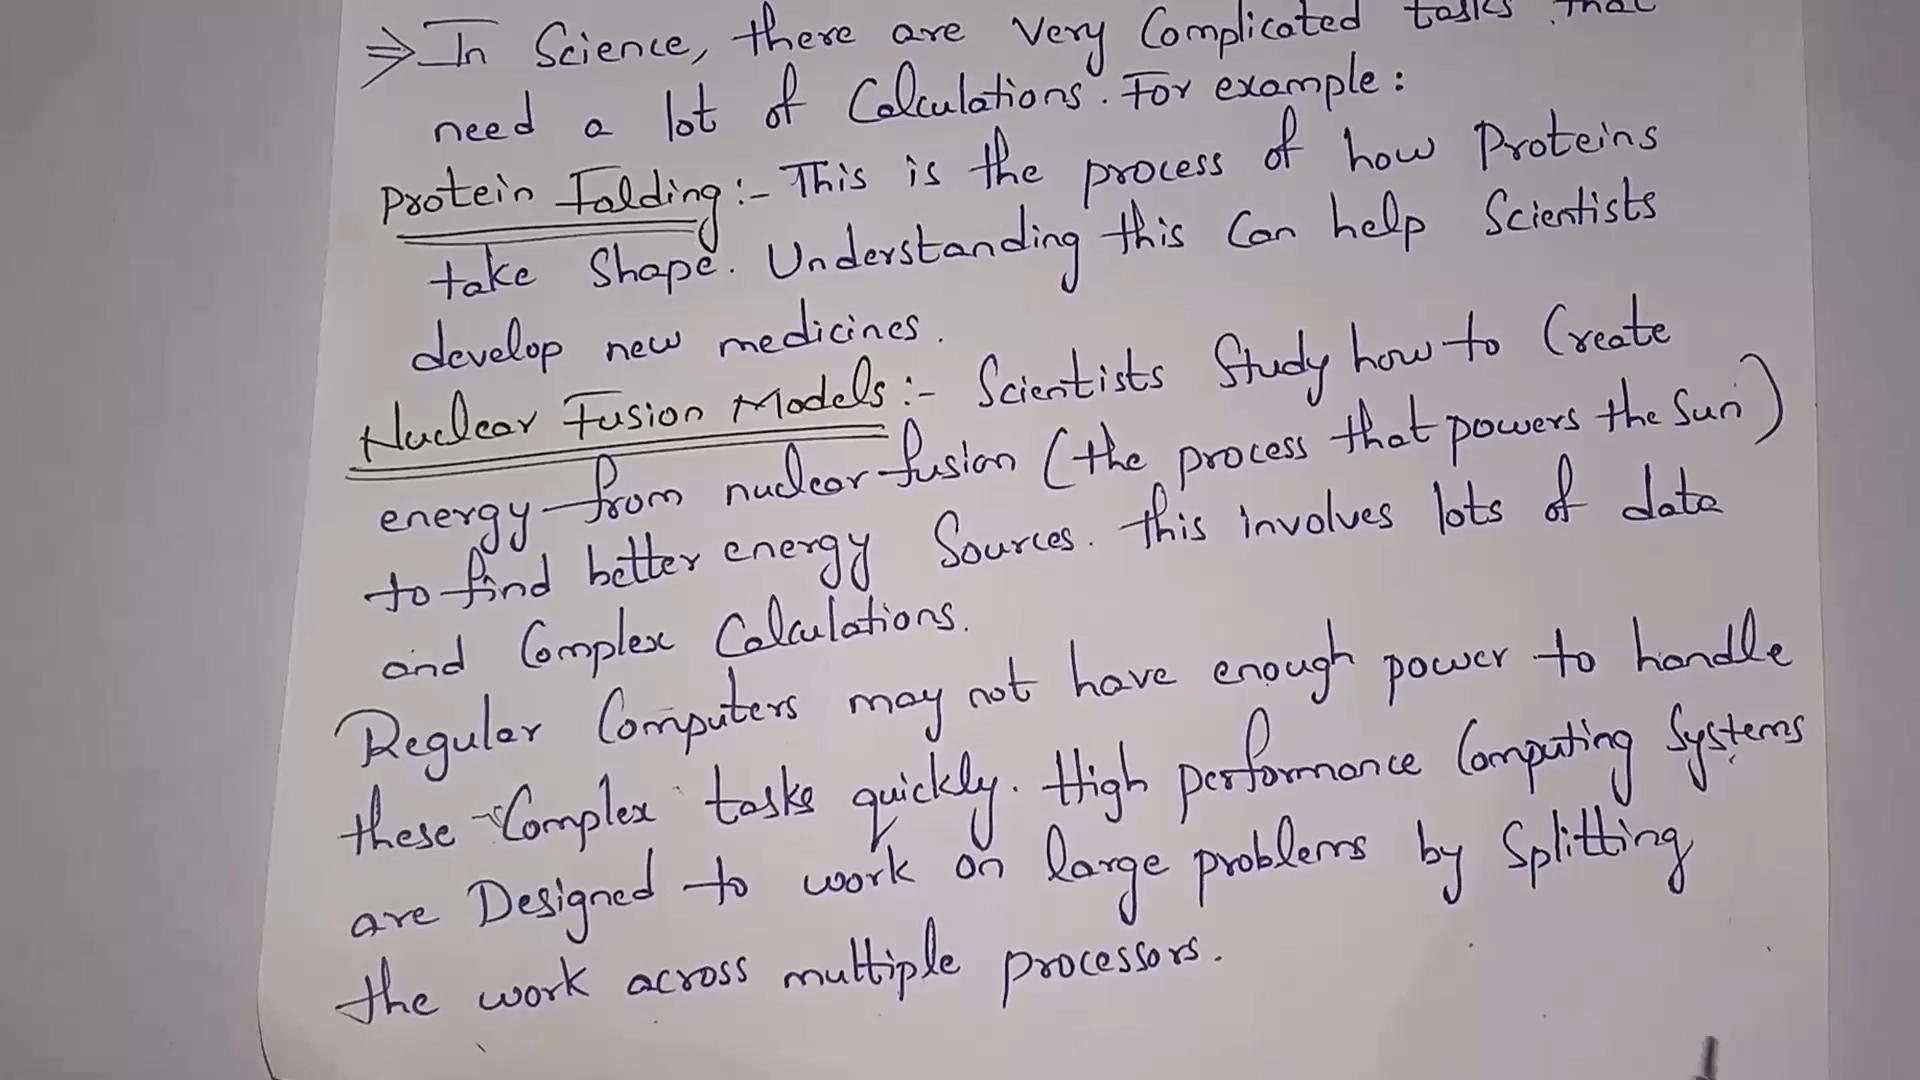 ⇒ In Science, there are Very Complicated tasks that
need a lot of Calculations. For example:
Protein Folding:- This is the process of how Proteins
take Shape. Understanding this Can help Scientists
develop new medicines.
Nuclear Fusion Models:- Scientists Study how to Create
energy from nuclear fusion (the process that powers the Sun)
to find better energy Sources. this involves lots of data
and Complex Calculations.
Regular Computers may not have enough power to handle
these Complex tasks quickly. High performance Computing Systems
are Designed to work on large problems by Splitting
the work across multiple processors.